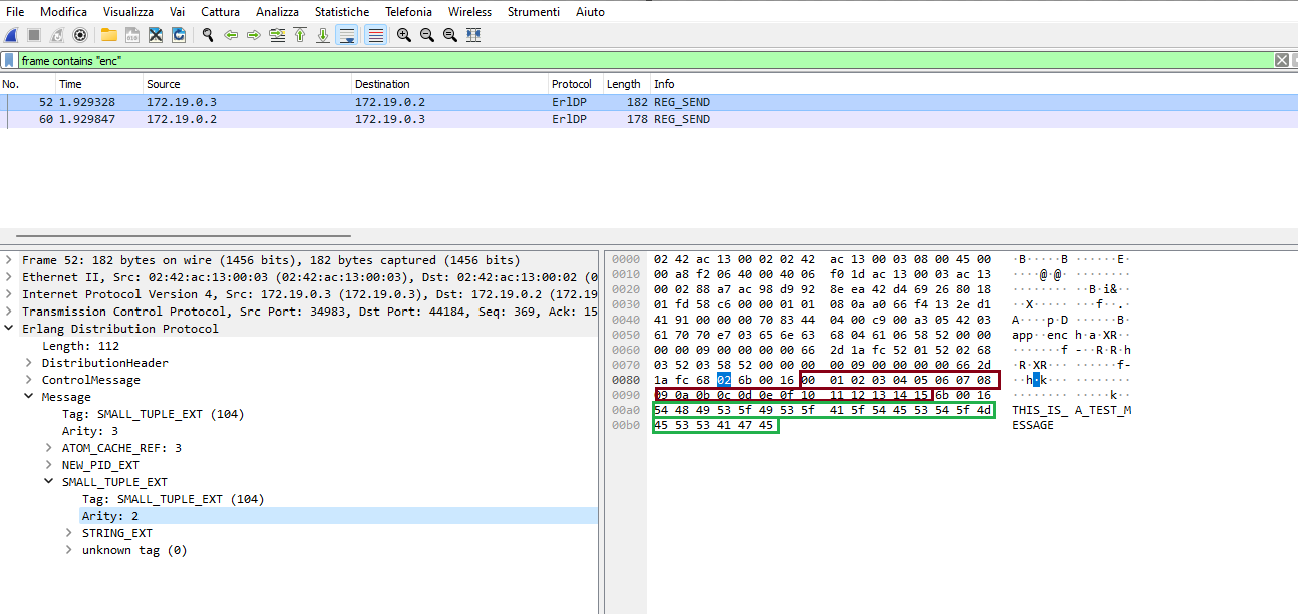 File Modifica Visualizza Vai Cattura Analizza Statistiche Telefonia Wireless Strumenti Aiuto
frame contains "enc"
No. Time Source Destination Protocol Length Info
52 1.929328 172.19.0.3 172.19.0.2 ErlDP 182 REG_SEND
60 1.929847 172.19.0.2 172.19.0.3 ErlDP 178 REG_SEND
Frame 52: 182 bytes on wire (1456 bits), 182 bytes captured (1456 bits)
Ethernet II, Src: 02:42:ac:13:00:03 (02:42:ac:13:00:03), Dst: 02:42:ac:13:00:02 (0
Internet Protocol Version 4, Src: 172.19.0.3 (172.19.0.3), Dst: 172.19.0.2 (172.19
Transmission Control Protocol, Src Port: 34983, Dst Port: 44184, Seq: 369, Ack: 15
Erlang Distribution Protocol
Length: 112
DistributionHeader
ControlMessage
Message
Tag: SMALL_TUPLE_EXT (104)
Arity: 3
ATOM_CACHE_REF: 3
NEW_PID_EXT
SMALL_TUPLE_EXT
Tag: SMALL_TUPLE_EXT (104)
Arity: 2
STRING_EXT
unknown tag (0)
0000 02 42 ac 13 00 02 02 42 ac 13 00 03 08 00 45 00 ·B·····B ······E·
0010 00 a8 f2 06 40 00 40 06 f0 1d ac 13 00 03 ac 13 ····@·@· ········
0020 00 02 88 a7 ac 98 d9 92 8e ea 42 d4 69 26 80 18 ········ ··B·i&··
0030 01 fd 58 c6 00 00 01 01 08 0a a0 66 f4 13 2e d1 ··X····· ···f··.·
0040 41 91 00 00 00 70 83 44 04 00 c9 00 a3 05 42 03 A····p·D ······B·
0050 61 70 70 e7 03 65 6e 63 68 04 61 06 58 52 00 00 app··enc h·a·XR··
0060 00 00 09 00 00 00 00 66 2d 1a fc 52 01 52 02 68 ·······f -··R·R·h
0070 03 52 03 58 52 00 00 00 00 00 09 00 00 00 00 66 2d ·R·XR··· ······f-
0080 1a fc 68 02 6b 00 16 00 01 02 03 04 05 06 07 08 ··h·k··· ········
0090 09 0a 0b 0c 0d 0e 0f 10 11 12 13 14 15 6b 00 16 ········ ·····k··
00a0 54 48 49 53 5f 49 53 5f 41 5f 54 45 53 54 5f 4d THIS_IS_ A_TEST_M
00b0 45 53 53 41 47 45 ESSAGE